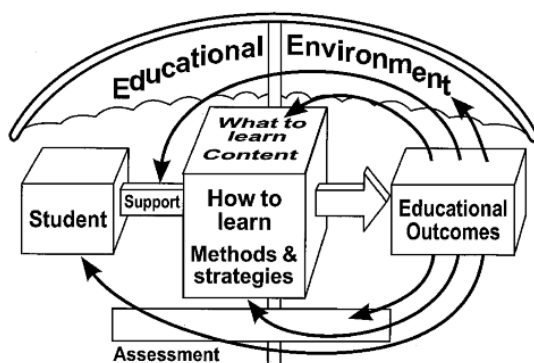 Educational Environment
What to
learn
Content
Student
Support
How to
learn
Methods &
strategies
Educational
Outcomes
Assessment